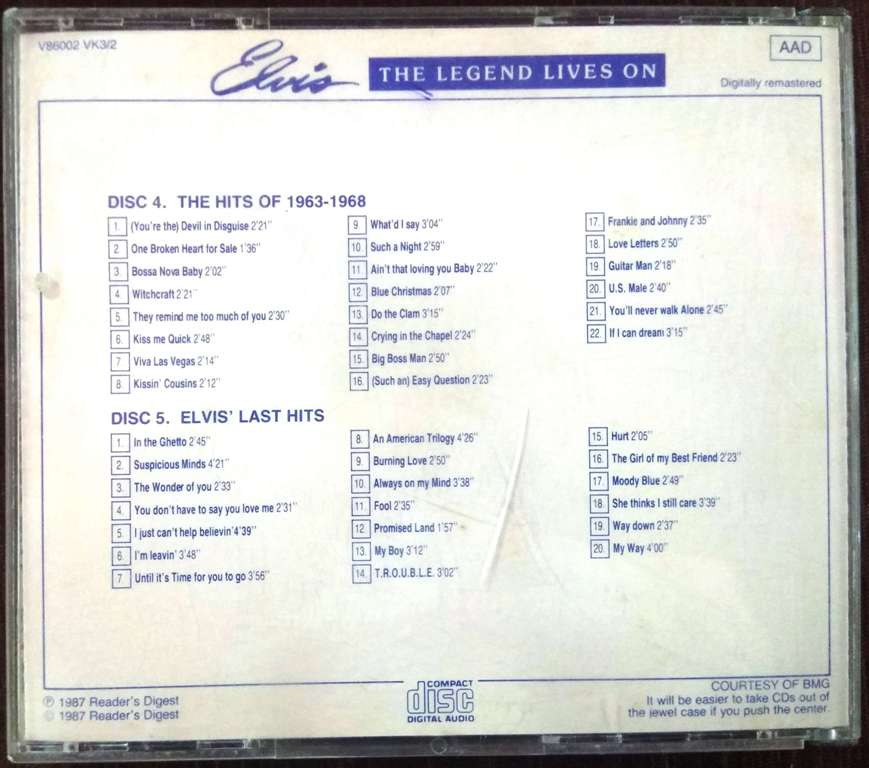 V86002 VK3/2
AAD
Elvis THE LEGEND LIVES ON
Digitally remastered
DISC 4. THE HITS OF 1963-1968
1. (You're the) Devil in Disguise 2'21"
2. One Broken Heart for Sale 1'36"
3. Bossa Nova Baby 2'02"
4. Witchcraft 2'21"
5. They remind me too much of you 2'30"
6. Kiss me Quick 2'48"
7. Viva Las Vegas 2'14"
8. Kissin' Cousins 2'12"
9. What'd I say 3'04"
10. Such a Night 2'59"
11. Ain't that loving you Baby 2'22"
12. Blue Christmas 2'07"
13. Do the Clam 3'15"
14. Crying in the Chapel 2'24"
15. Big Boss Man 2'50"
16. (Such an) Easy Question 2'23"
17. Frankie and Johnny 2'35"
18. Love Letters 2'50"
19. Guitar Man 2'18"
20. U.S. Male 2'40"
21. You'll never walk Alone 2'45"
22. If I can dream 3'15"
DISC 5. ELVIS' LAST HITS
1. In the Ghetto 2'45"
2. Suspicious Minds 4'21"
3. The Wonder of you 2'33"
4. You don't have to say you love me 2'31"
5. I just can't help believin' 4'39"
6. I'm leavin' 3'48"
7. Until it's Time for you to go 3'56"
8. An American Trilogy 4'26"
9. Burning Love 2'50"
10. Always on my Mind 3'38"
11. Fool 2'35"
12. Promised Land 1'57"
13. My Boy 3'12"
14. T.R.O.U.B.L.E. 3'02"
15. Hurt 2'05"
16. The Girl of my Best Friend 2'23"
17. Moody Blue 2'49"
18. She thinks I still care 3'39"
19. Way down 2'37"
20. My Way 4'00"
℗ 1987 Reader's Digest
© 1987 Reader's Digest
COMPACT
disc
DIGITAL AUDIO
COURTESY OF BMG
It will be easier to take CDs out of
the jewel case if you push the center.